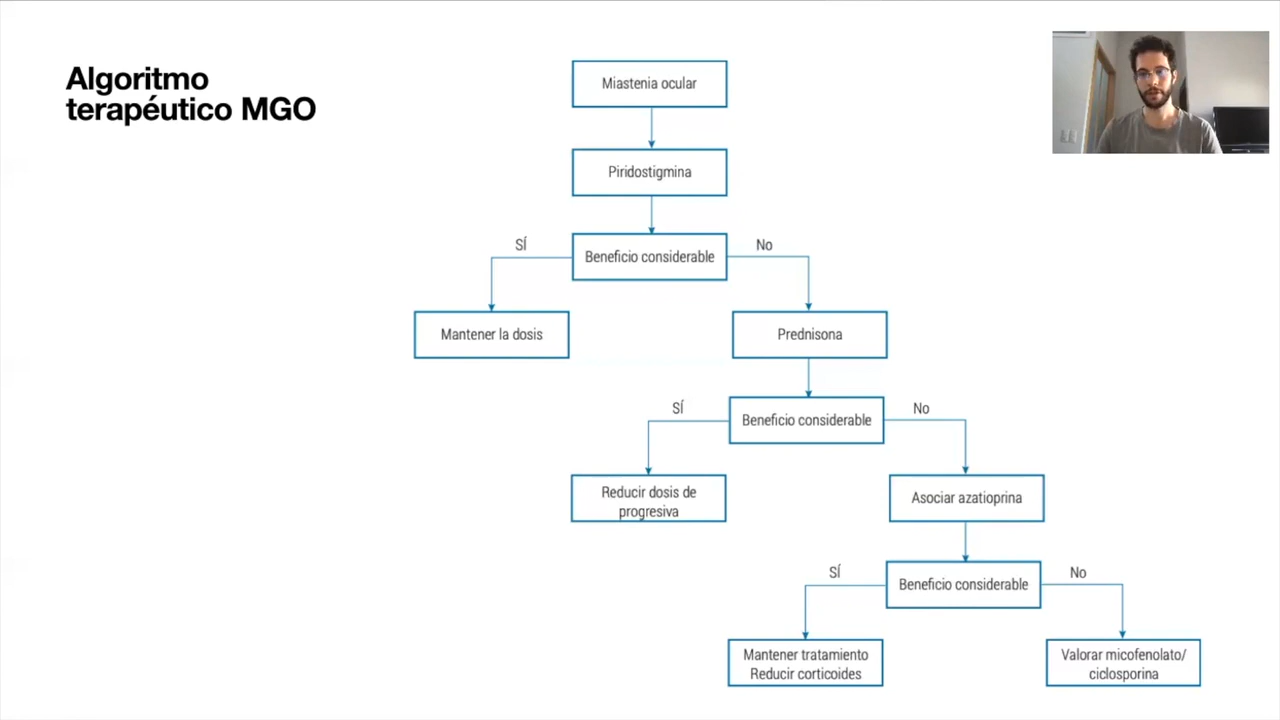 Algoritmo
terapéutico MGO
Miastenia ocular
Piridostigmina
SÍ
Beneficio considerable
No
Mantener la dosis
Prednisona
SÍ
Beneficio considerable
No
Reducir dosis de
progresiva
Asociar azatioprina
SÍ
Beneficio considerable
No
Mantener tratamiento
Reducir corticoides
Valorar micofenolato/
ciclosporina